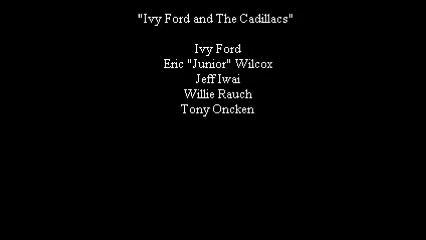 "Ivy Ford and The Cadillacs"
Ivy Ford
Eric "Junior" Wilcox
Jeff Iwai
Willie Rauch
Tony Oncken